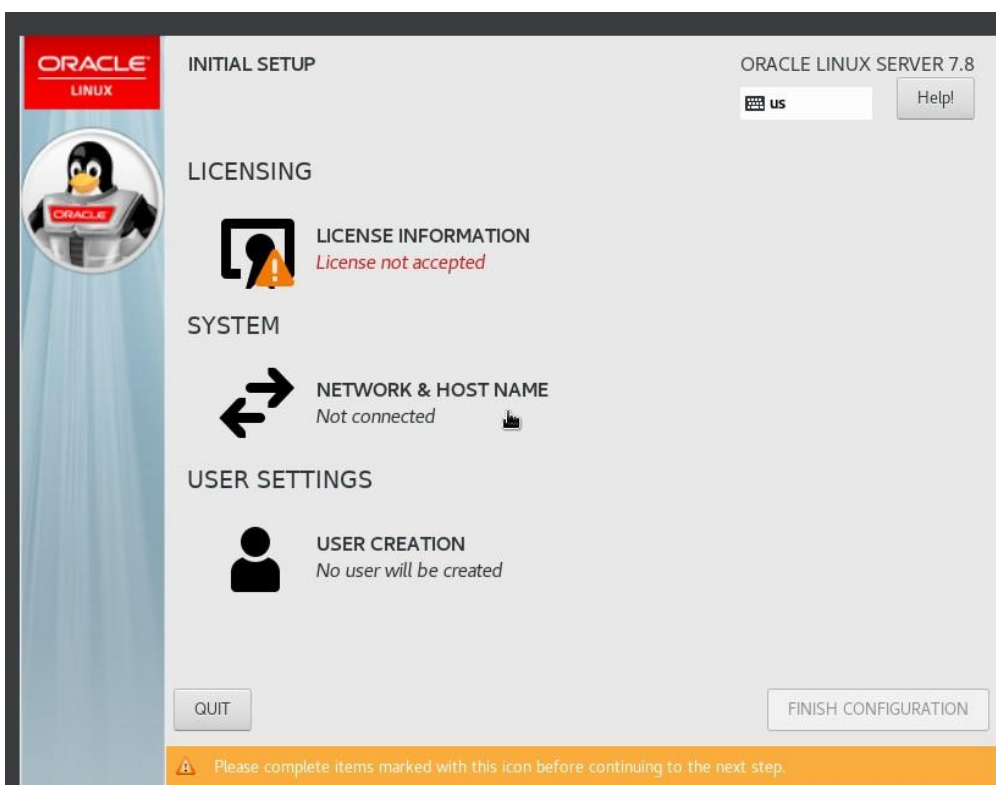 ORACLE
LINUX
INITIAL SETUP
ORACLE LINUX SERVER 7.8
us
Help!
ORACLE
LICENSING
LICENSE INFORMATION
License not accepted
SYSTEM
NETWORK & HOST NAME
Not connected
USER SETTINGS
USER CREATION
No user will be created
QUIT
FINISH CONFIGURATION
Please complete items marked with this icon before continuing to the next step.